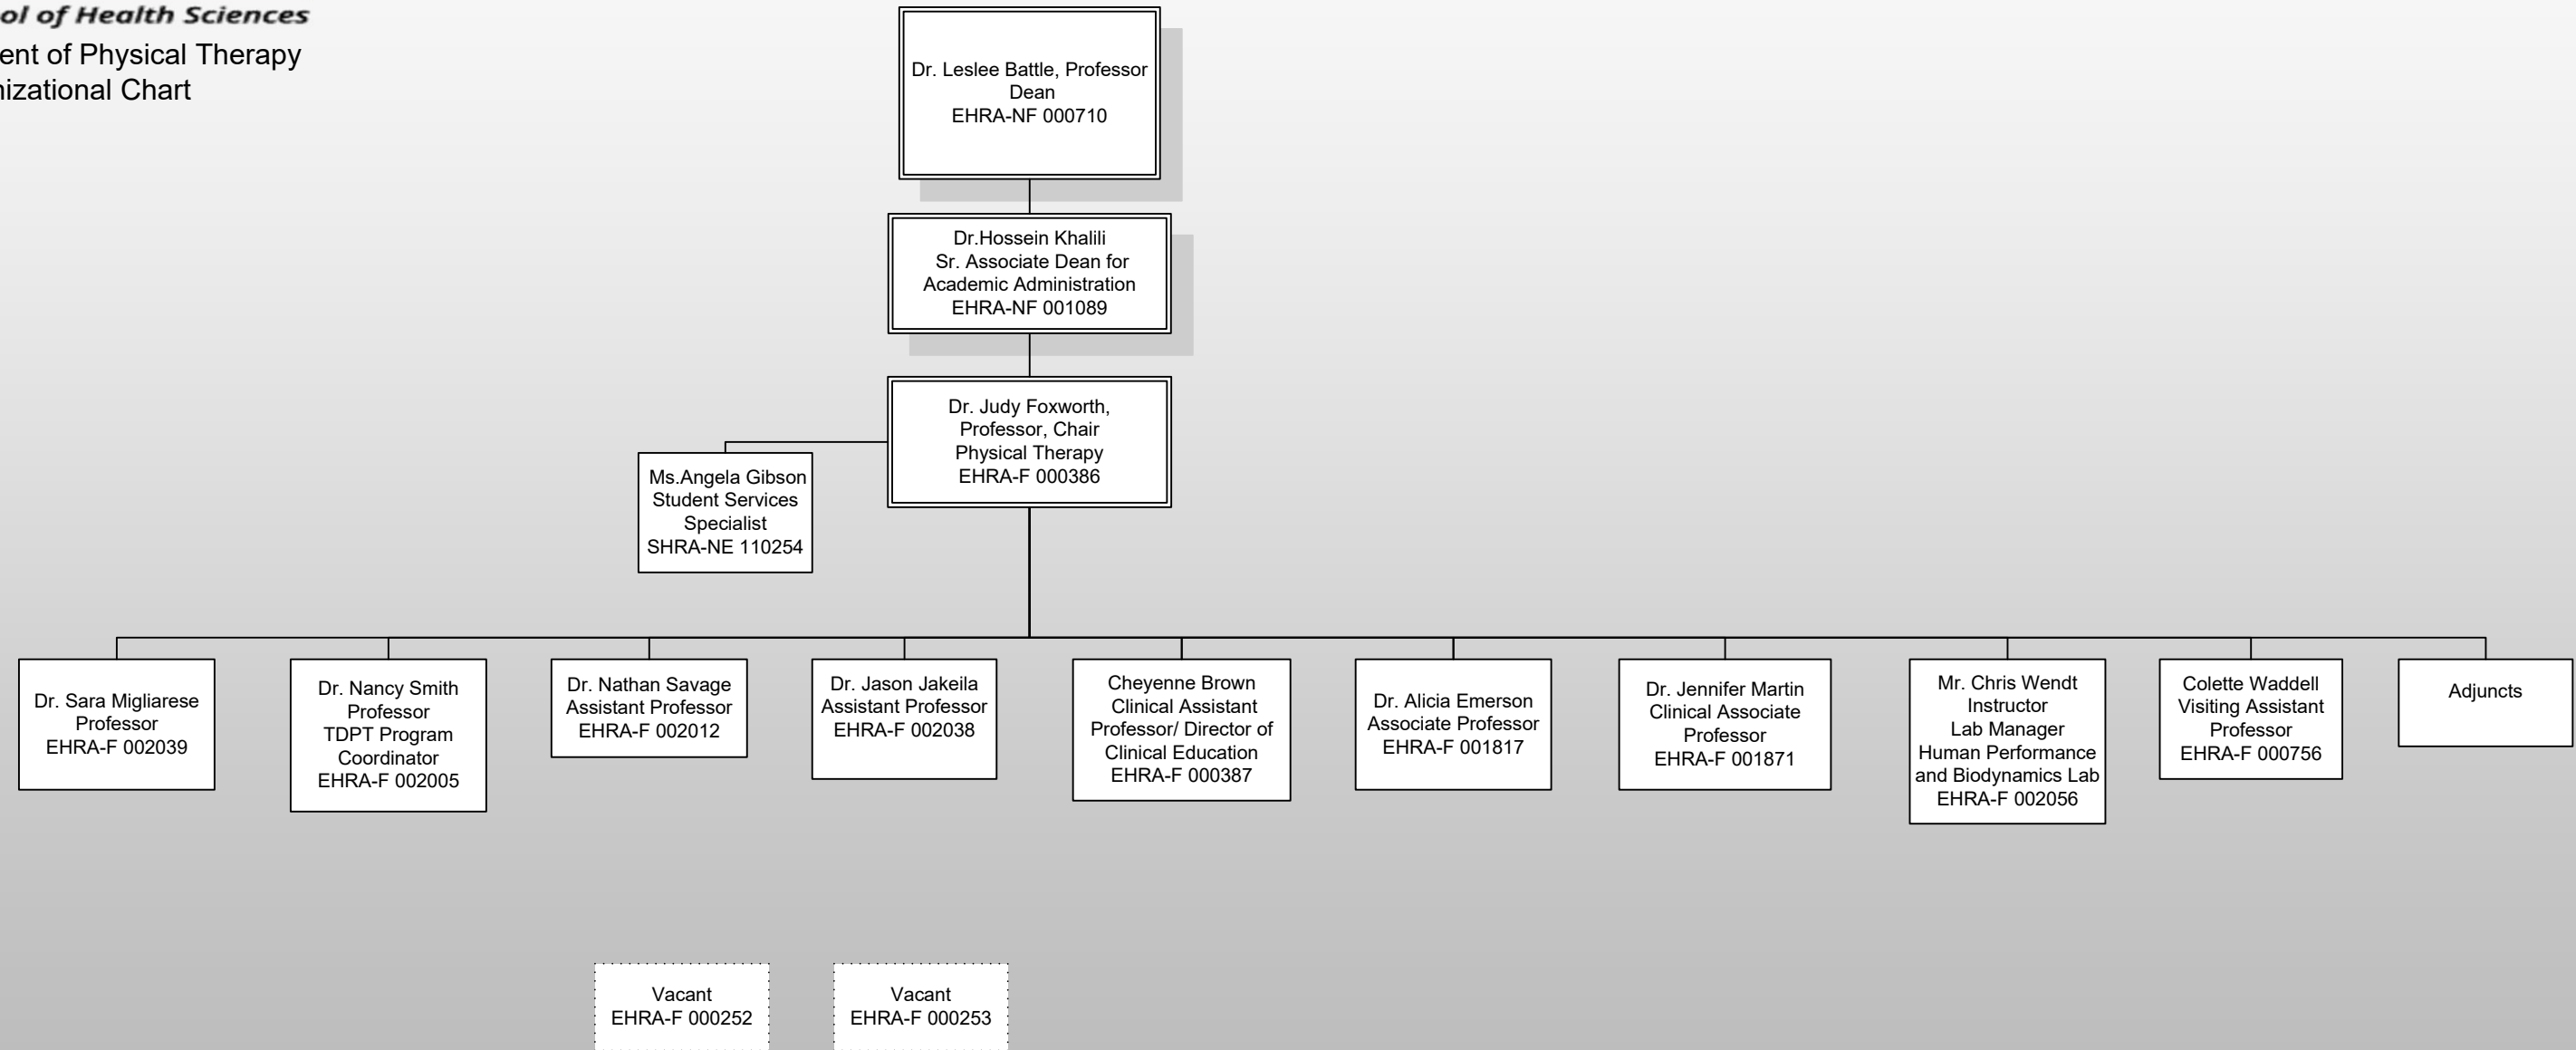 ol of Health Sciences
ent of Physical Therapy
nizational Chart
Dr. Leslee Battle, Professor
Dean
EHRA-NF 000710
Dr.Hossein Khalili
Sr. Associate Dean for
Academic Administration
EHRA-NF 001089
Dr. Judy Foxworth,
Professor, Chair
Physical Therapy
EHRA-F 000386
Ms.Angela Gibson
Student Services
Specialist
SHRA-NE 110254
Dr. Sara Migliarese
Professor
EHRA-F 002039
Dr. Nancy Smith
Professor
TDPT Program
Coordinator
EHRA-F 002005
Dr. Nathan Savage
Assistant Professor
EHRA-F 002012
Dr. Jason Jakeila
Assistant Professor
EHRA-F 002038
Cheyenne Brown
Clinical Assistant
Professor/ Director of
Clinical Education
EHRA-F 000387
Dr. Alicia Emerson
Associate Professor
EHRA-F 001817
Dr. Jennifer Martin
Clinical Associate
Professor
EHRA-F 001871
Mr. Chris Wendt
Instructor
Lab Manager
Human Performance
and Biodynamics Lab
EHRA-F 002056
Colette Waddell
Visiting Assistant
Professor
EHRA-F 000756
Adjuncts
Vacant
EHRA-F 000252
Vacant
EHRA-F 000253